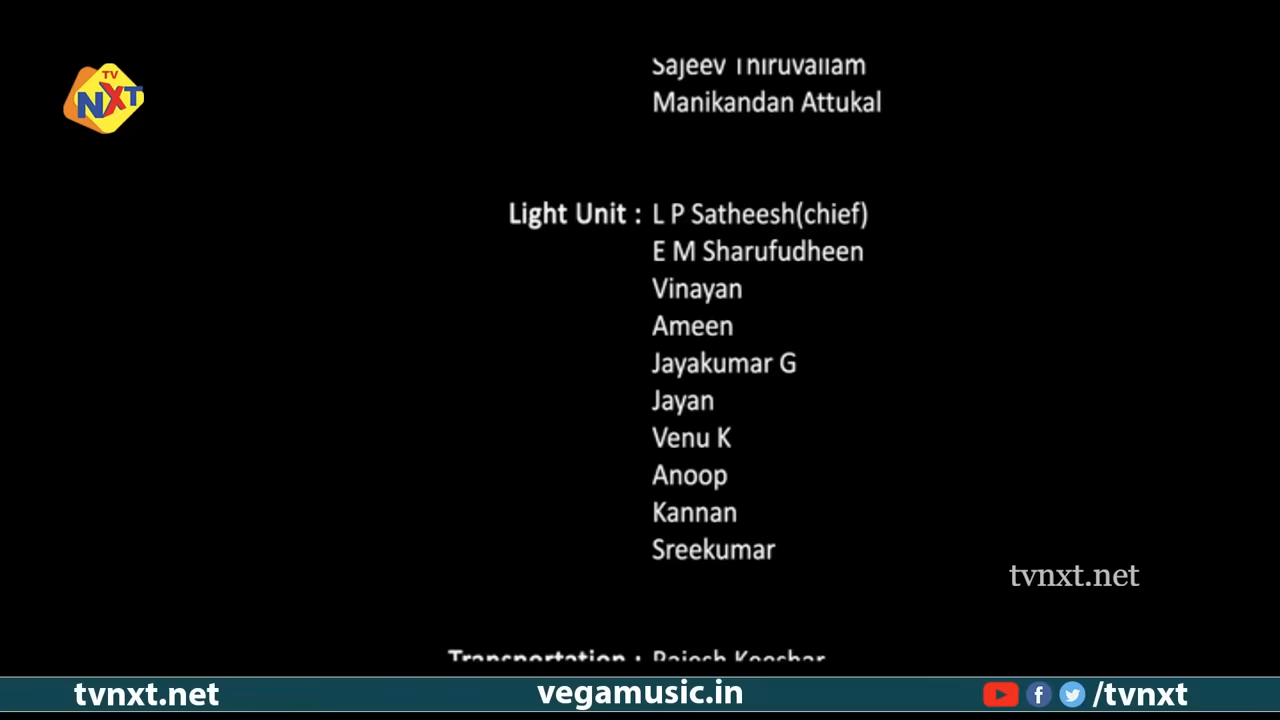 TV
NXT
Sajeev Thiruvallam
Manikandan Attukal
Light Unit : L P Satheesh(chief)
E M Sharufudheen
Vinayan
Ameen
Jayakumar G
Jayan
Venu K
Anoop
Kannan
Sreekumar
tvnxt.net
Transportation : Rajesh
tvnxt.net vegamusic.in /tvnxt